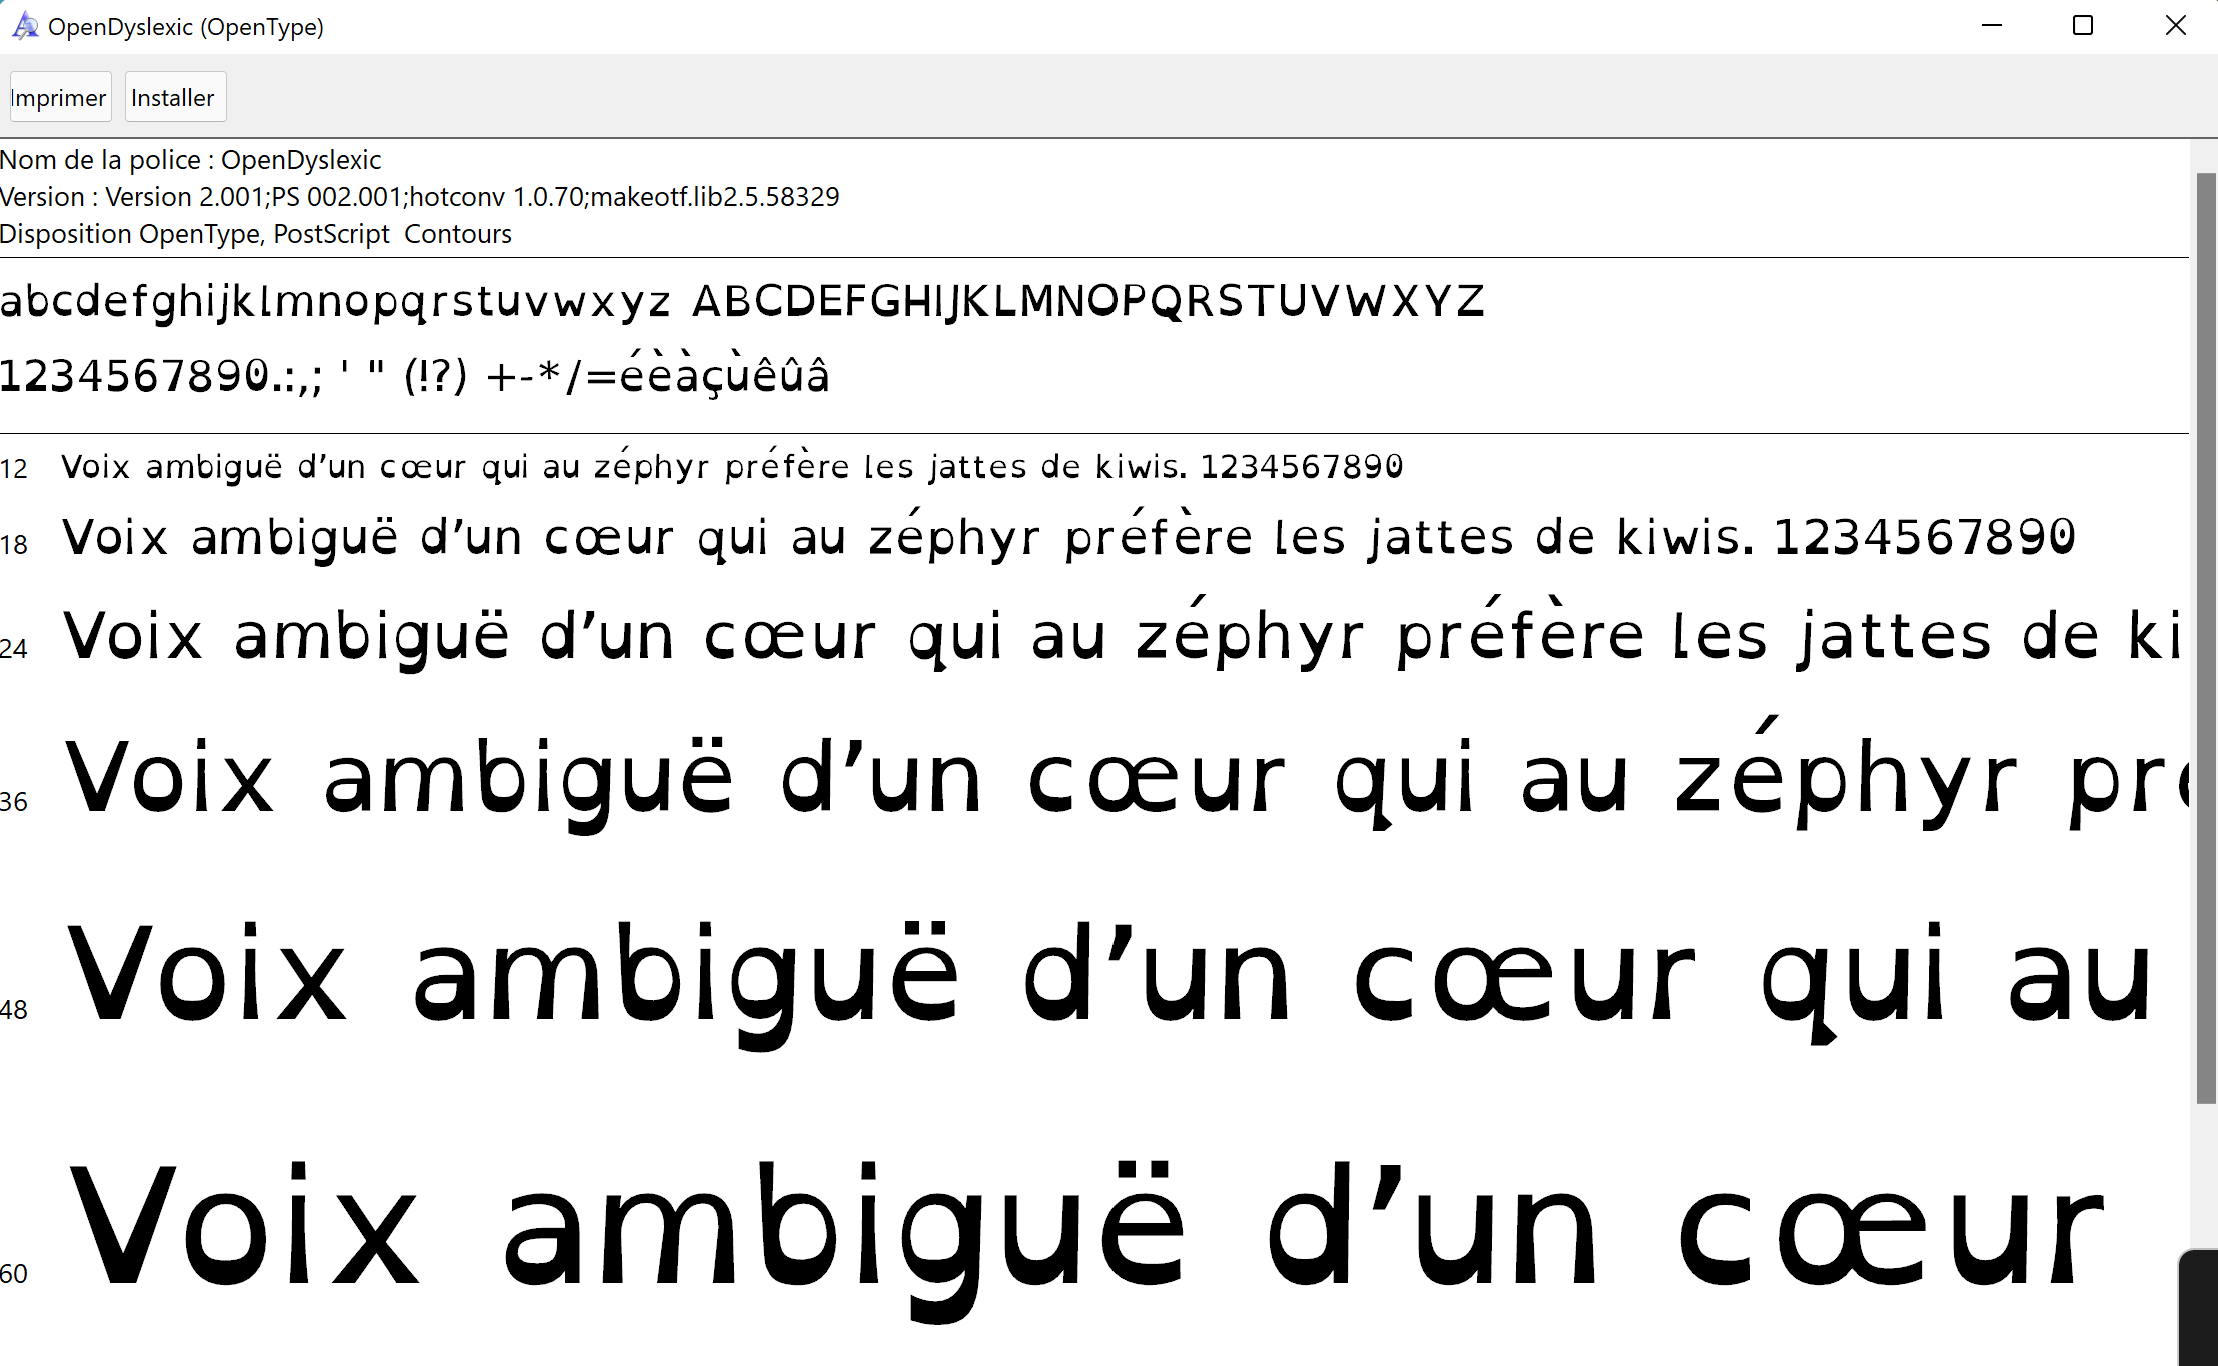 OpenDyslexic (OpenType)
Imprimer Installer
Nom de la police : OpenDyslexic
Version : Version 2.001;PS 002.001;hotconv 1.0.70;makeotf.lib2.5.58329
Disposition OpenType, PostScript  Contours
abcdefghijklmnopqrstuvwxyz ABCDEFGHIJKLMNOPQRSTUVWXYZ
1234567890.:,; ' " (!?) +-*/=éèàçùêûâ
12 Voix ambiguë d’un cœur qui au zéphyr préfère les jattes de kiwis. 1234567890
18 Voix ambiguë d’un cœur qui au zéphyr préfère les jattes de kiwis. 1234567890
24 Voix ambiguë d’un cœur qui au zéphyr préfère les jattes de ki
36 Voix ambiguë d’un cœur qui au zéphyr pr
48 Voix ambiguë d’un cœur qui au
60 Voix ambiguë d’un cœur